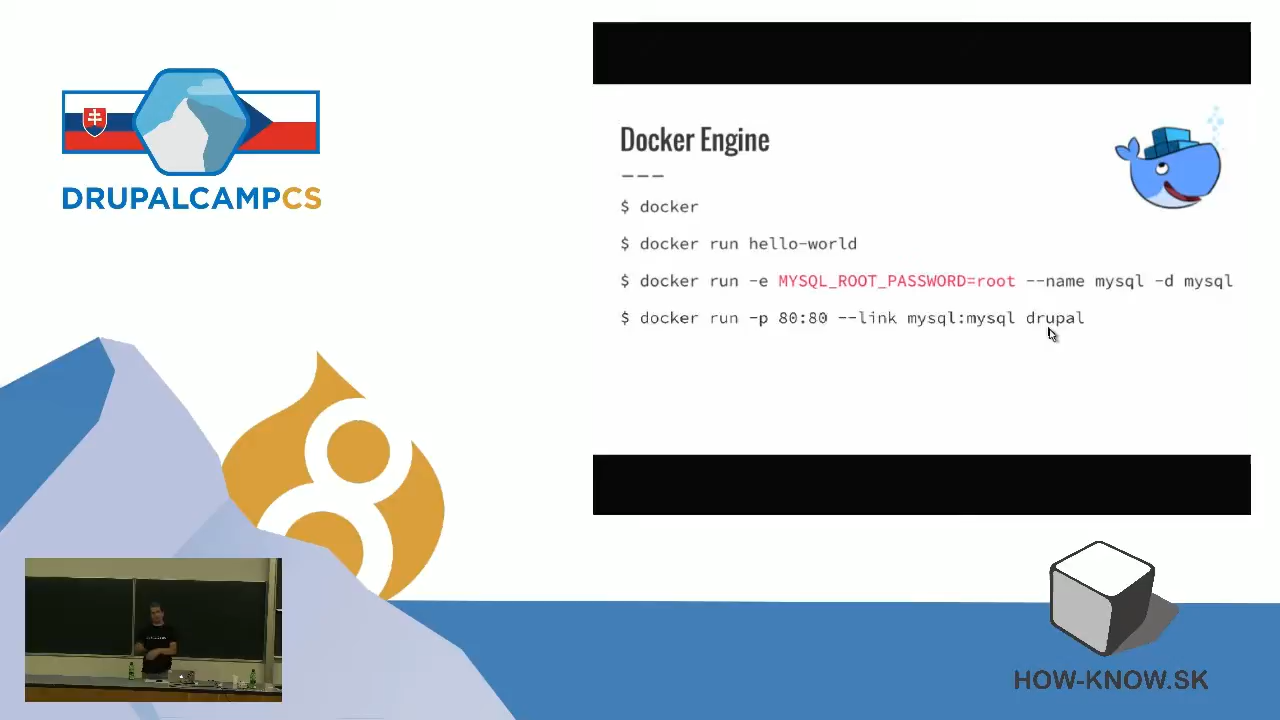 DRUPALCAMPCS
Docker Engine
---
$ docker
$ docker run hello-world
$ docker run -e MYSQL_ROOT_PASSWORD=root --name mysql -d mysql
$ docker run -p 80:80 --link mysql:mysql drupal
8
HOW-KNOW.SK